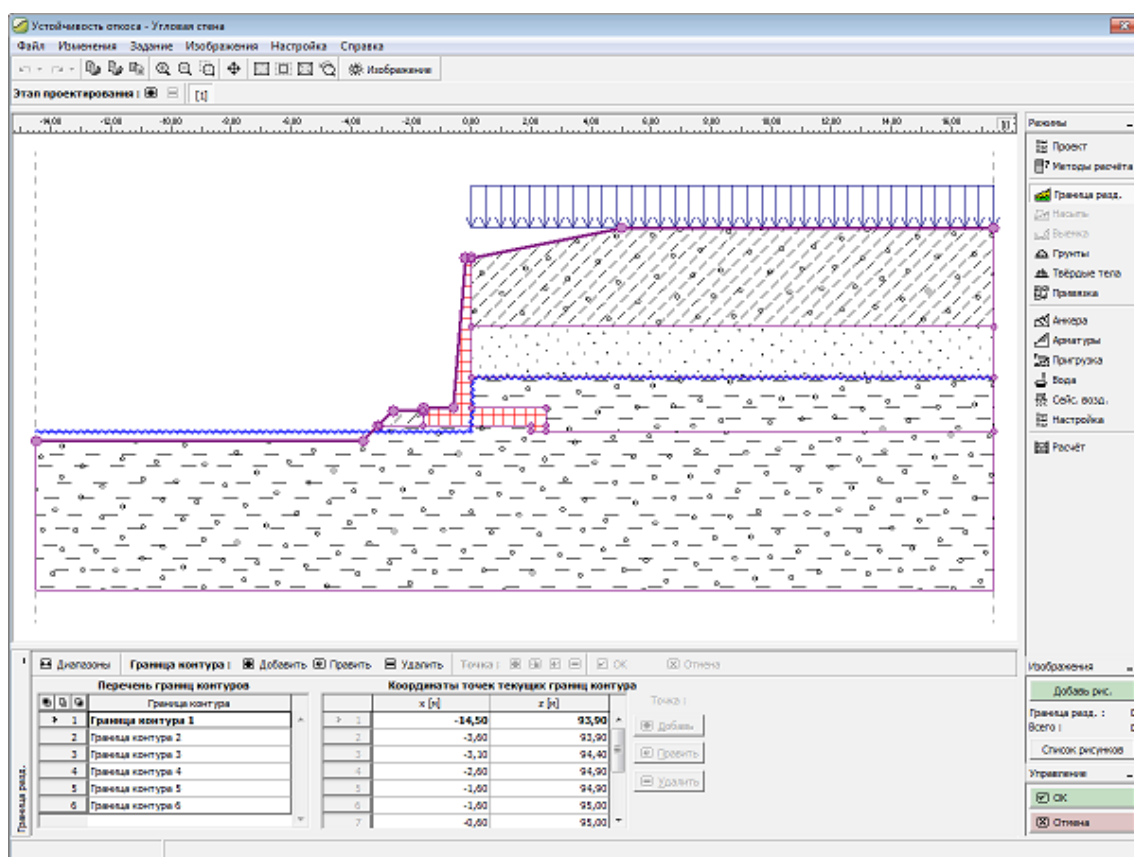 Устойчивость откоса - Угловая стена
Файл Изменения Задание Изображения Настройка Справка
Изображение
Этап проектирования : [1]
-14,00 -12,00 -10,00 -8,00 -6,00 -4,00 -2,00 0,00 2,00 4,00 6,00 8,00 10,00 12,00 14,00 16,00
Режимы
Проект
Методы расчёта
Граница разд.
Насыпь
Выемка
Грунты
Твёрдые тела
Привязка
Анкера
Арматуры
Пригрузка
Вода
Сейс. возд.
Настройка
Расчёт
Диапазоны Граница контура : Добавить Править Удалить Точка : OK Отмена
Перечень границ контуров
Граница контура
1 Граница контура 1
2 Граница контура 2
3 Граница контура 3
4 Граница контура 4
5 Граница контура 5
6 Граница контура 6
Координаты точек текущих границ контура
x [м] z [м]
1 -14,50 93,90
2 -3,60 93,90
3 -3,10 94,40
4 -2,60 94,90
5 -1,60 94,90
6 -1,60 95,00
7 -0,60 95,00
Точка :
Добавь
Править
Удалить
Граница разд.
Изображения
Добавь рис.
Граница разд. :
Всего :
Список рисунков
Управление
OK
Отмена